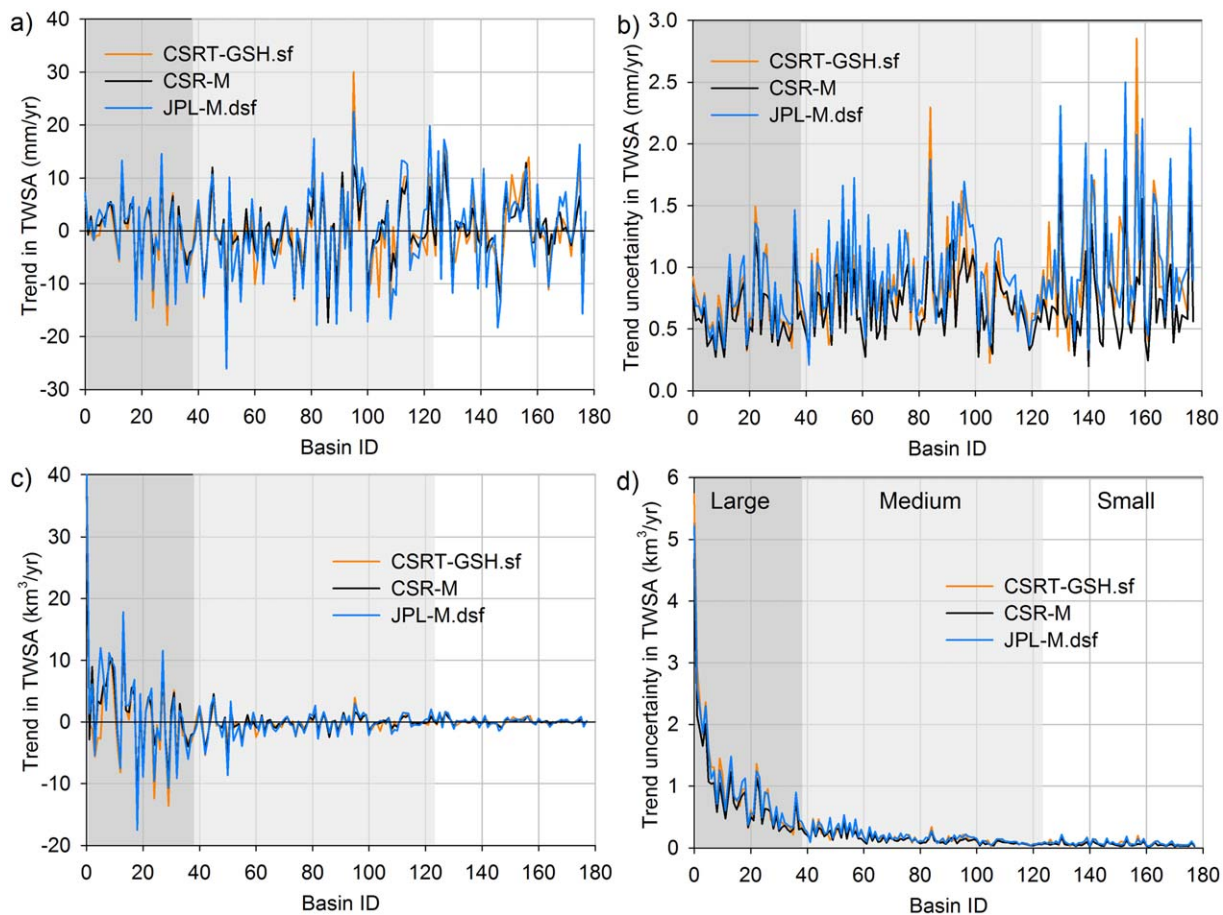 a)
Trend in TWSA (mm/yr)
40
30
20
10
0
-10
-20
-30
CSRT-GSH.sf
CSR-M
JPL-M.dsf
0 20 40 60 80 100 120 140 160 180
Basin ID
b)
Trend uncertainty in TWSA (mm/yr)
3.0
2.5
2.0
1.5
1.0
0.5
0.0
CSRT-GSH.sf
CSR-M
JPL-M.dsf
0 20 40 60 80 100 120 140 160 180
Basin ID
c)
Trend in TWSA (km³/yr)
40
30
20
10
0
-10
-20
CSRT-GSH.sf
CSR-M
JPL-M.dsf
0 20 40 60 80 100 120 140 160 180
Basin ID
d)
Trend uncertainty in TWSA (km³/yr)
6
5
4
3
2
1
0
Large Medium Small
CSRT-GSH.sf
CSR-M
JPL-M.dsf
0 20 40 60 80 100 120 140 160 180
Basin ID